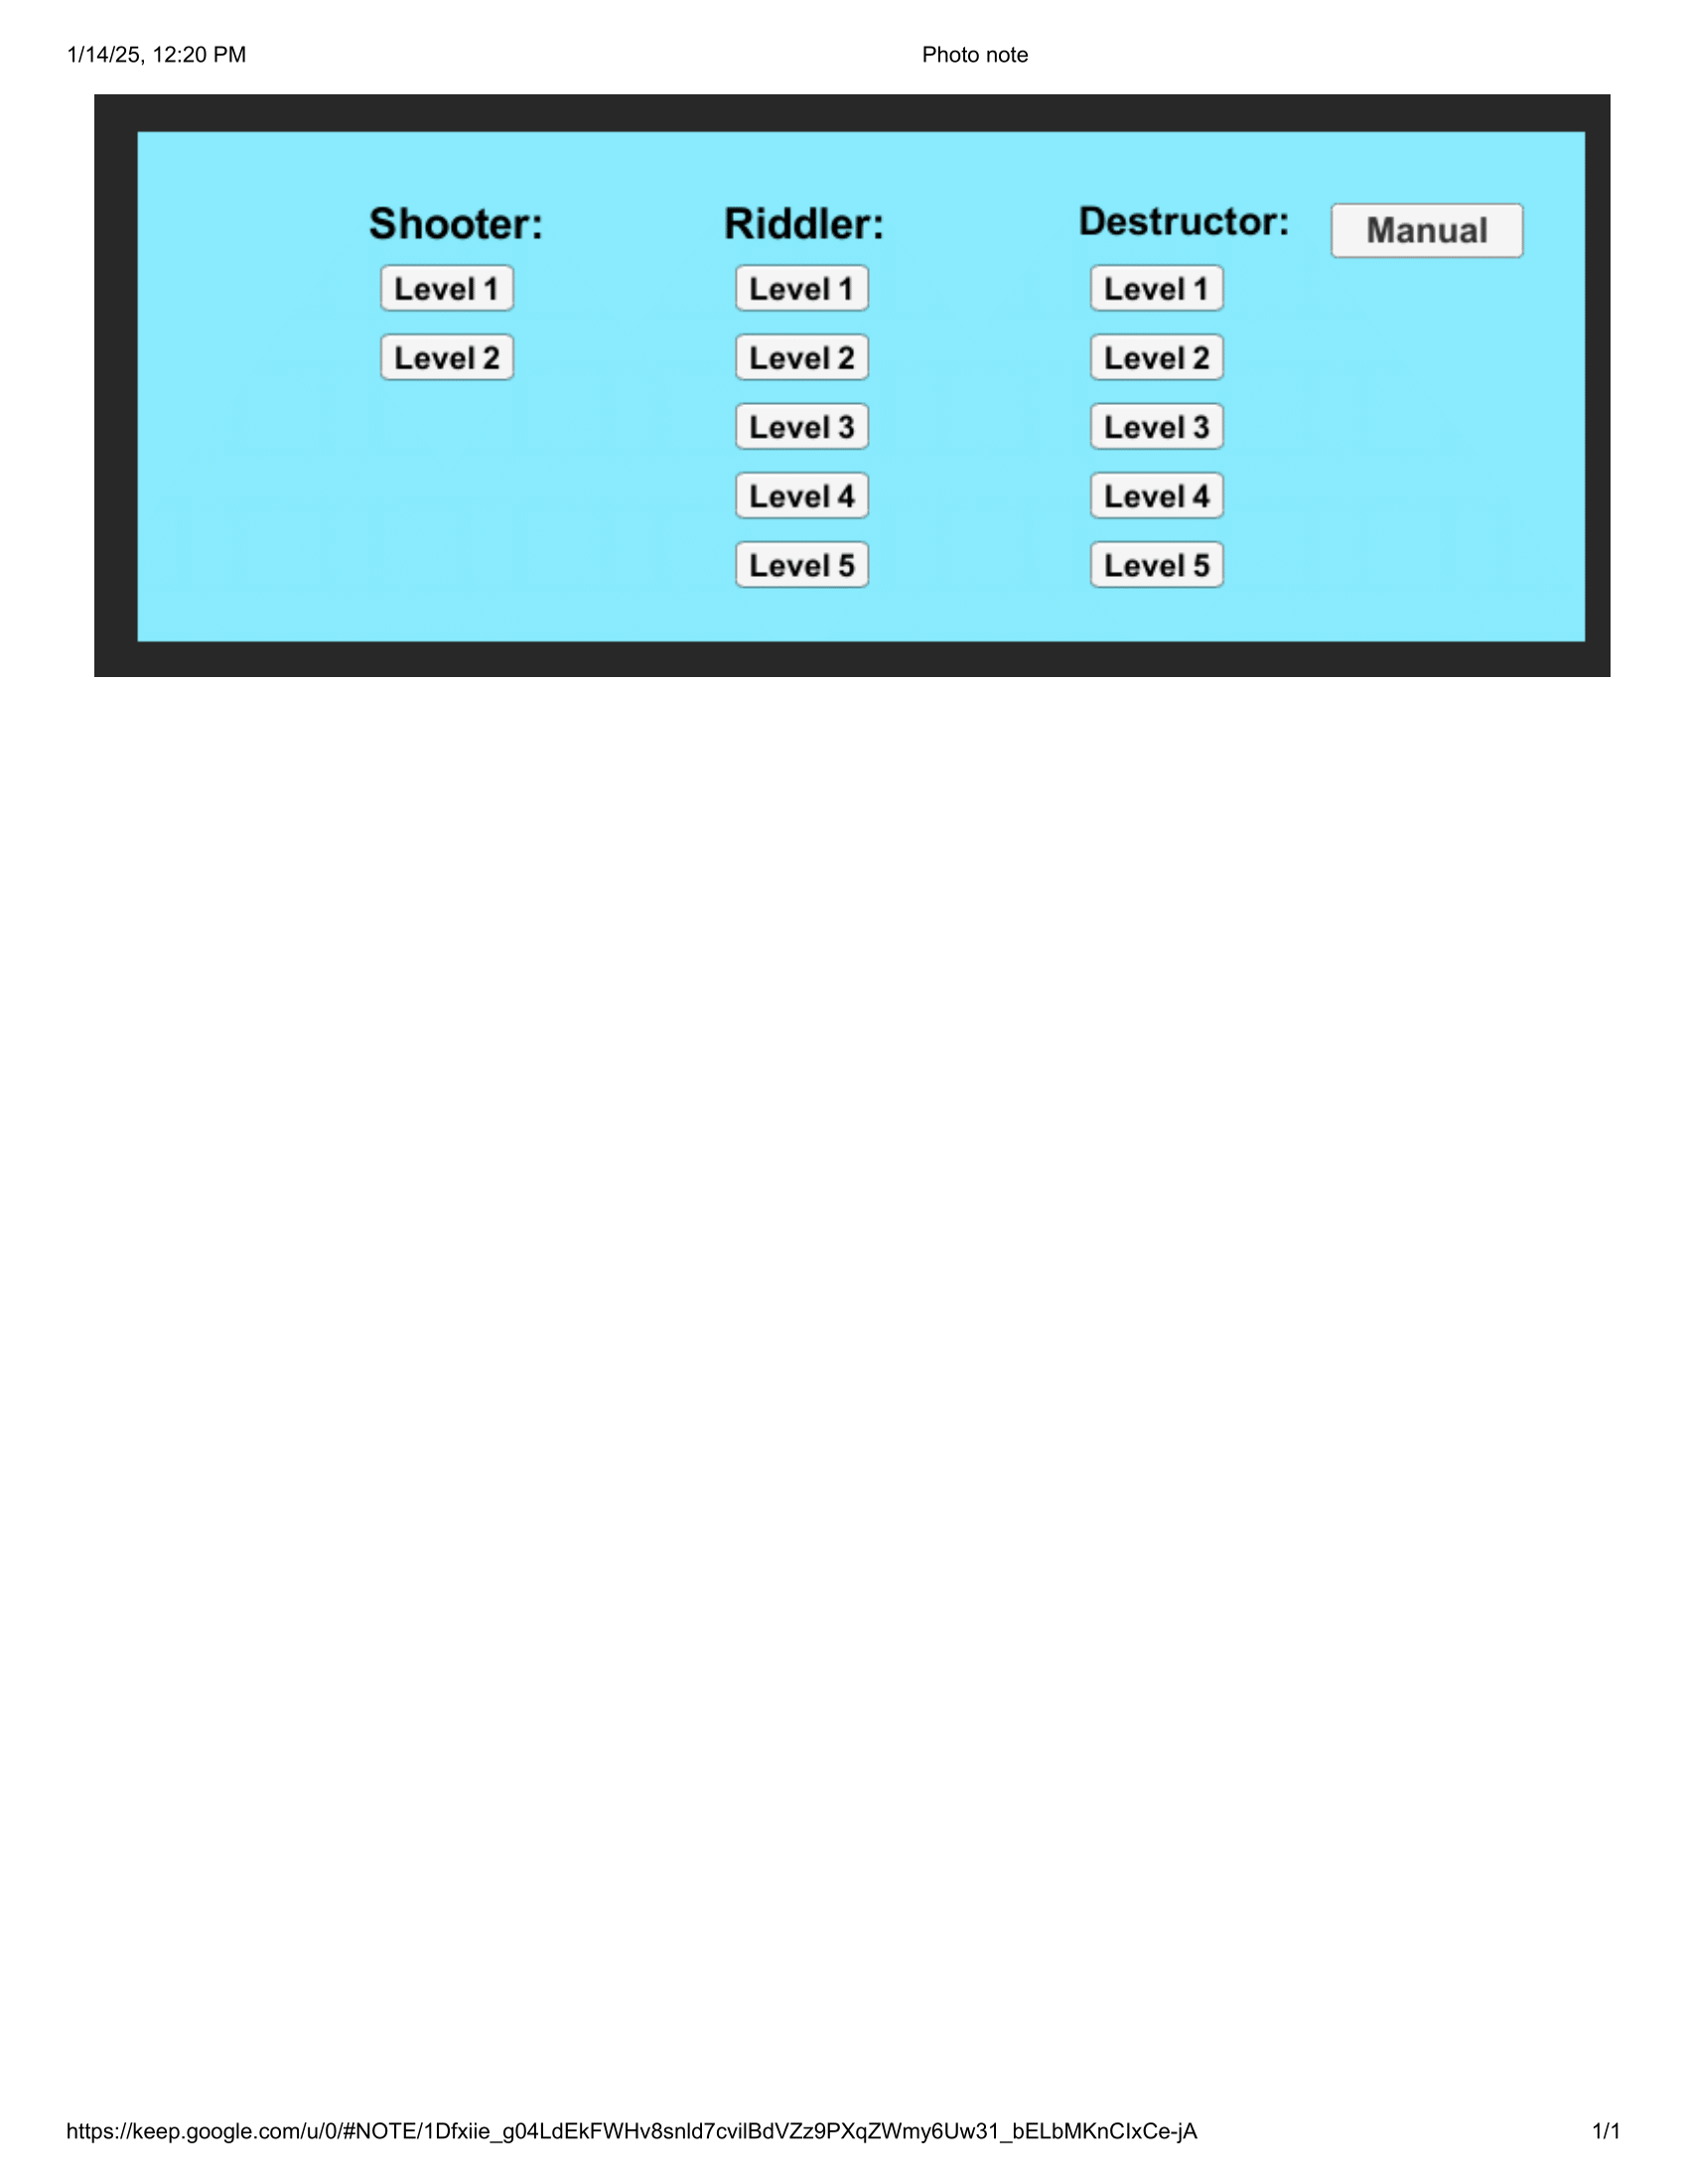 1/14/25, 12:20 PM Photo note
Shooter: Riddler: Destructor: Manual
Level 1 Level 1 Level 1
Level 2 Level 2 Level 2
Level 3 Level 3
Level 4 Level 4
Level 5 Level 5
https://keep.google.com/u/0/#NOTE/1Dfxiie_g04LdEkFWHv8snld7cvilBdVZz9PXqZWmy6Uw31_bELbMKnCIxCe-jA 1/1